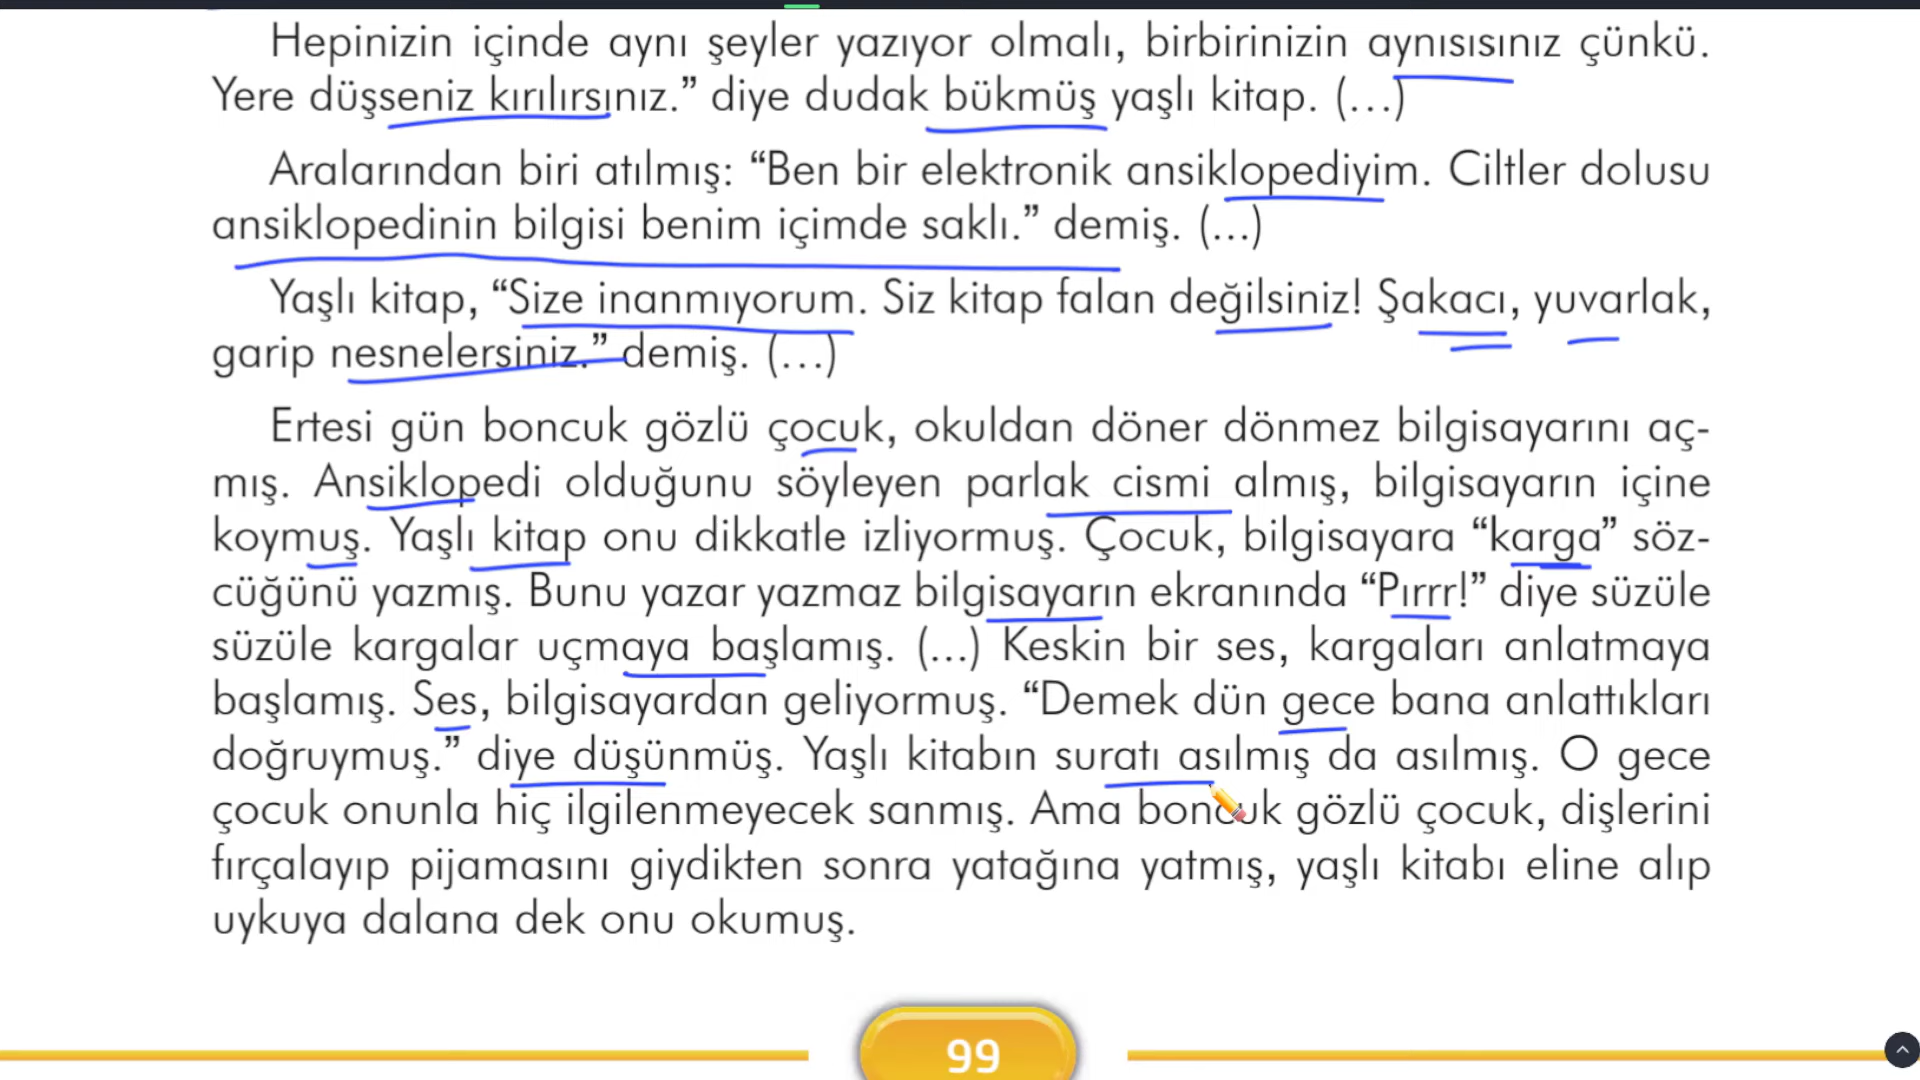 Hepinizin içinde aynı şeyler yazıyor olmalı, birbirinizin aynısısınız çünkü.
Yere düşseniz kırılırsınız.” diye dudak bükmüş yaşlı kitap. (...)
Aralarından biri atılmış: “Ben bir elektronik ansiklopediyim. Ciltler dolusu
ansiklopedinin bilgisi benim içimde saklı.” demiş. (...)
Yaşlı kitap, “Size inanmıyorum. Siz kitap falan değilsiniz! Şakacı, yuvarlak,
garip nesnelersiniz.” demiş. (...)
Ertesi gün boncuk gözlü çocuk, okuldan döner dönmez bilgisayarını aç-
mış. Ansiklopedi olduğunu söyleyen parlak cismi almış, bilgisayarın içine
koymuş. Yaşlı kitap onu dikkatle izliyormuş. Çocuk, bilgisayara “karga” söz-
cüğünü yazmış. Bunu yazar yazmaz bilgisayarın ekranında “Pırrr!” diye süzüle
süzüle kargalar uçmaya başlamış. (...) Keskin bir ses, kargaları anlatmaya
başlamış. Ses, bilgisayardan geliyormuş. “Demek dün gece bana anlattıkları
doğruymuş.” diye düşünmüş. Yaşlı kitabın suratı asılmış da asılmış. O gece
çocuk onunla hiç ilgilenmeyecek sanmış. Ama boncuk gözlü çocuk, dişlerini
fırçalayıp pijamasını giydikten sonra yatağına yatmış, yaşlı kitabı eline alıp
uykuya dalana dek onu okumuş.
99